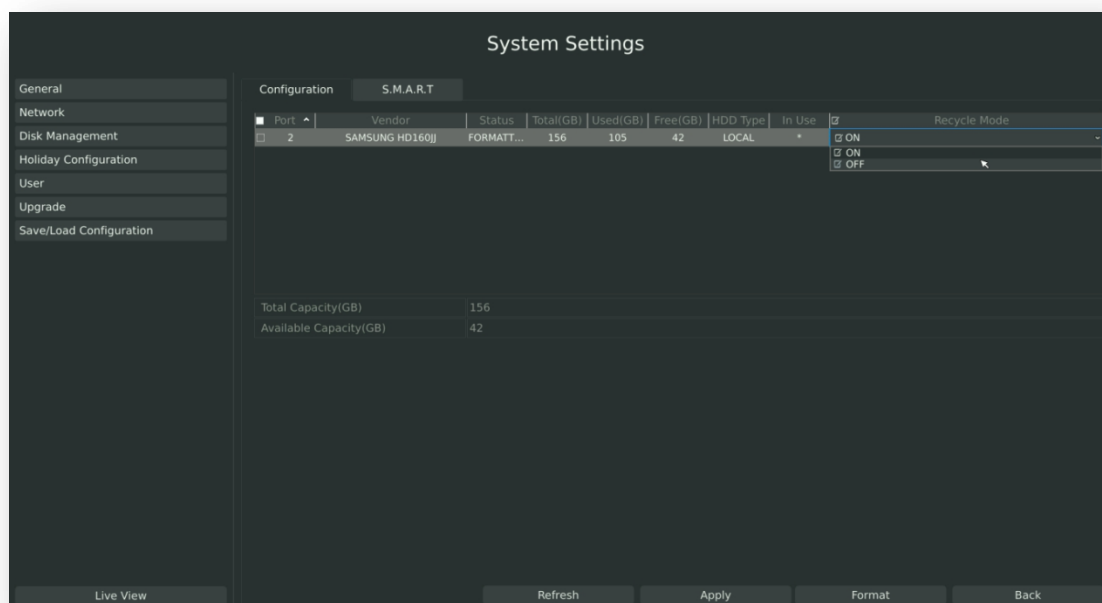 System Settings
General
Network
Disk Management
Holiday Configuration
User
Upgrade
Save/Load Configuration
Configuration S.M.A.R.T
Port Vendor Status Total(GB) Used(GB) Free(GB) HDD Type In Use Recycle Mode
2 SAMSUNG HD160JJ FORMATT... 156 105 42 LOCAL * ON
ON
OFF
Total Capacity(GB) 156
Available Capacity(GB) 42
Live View Refresh Apply Format Back